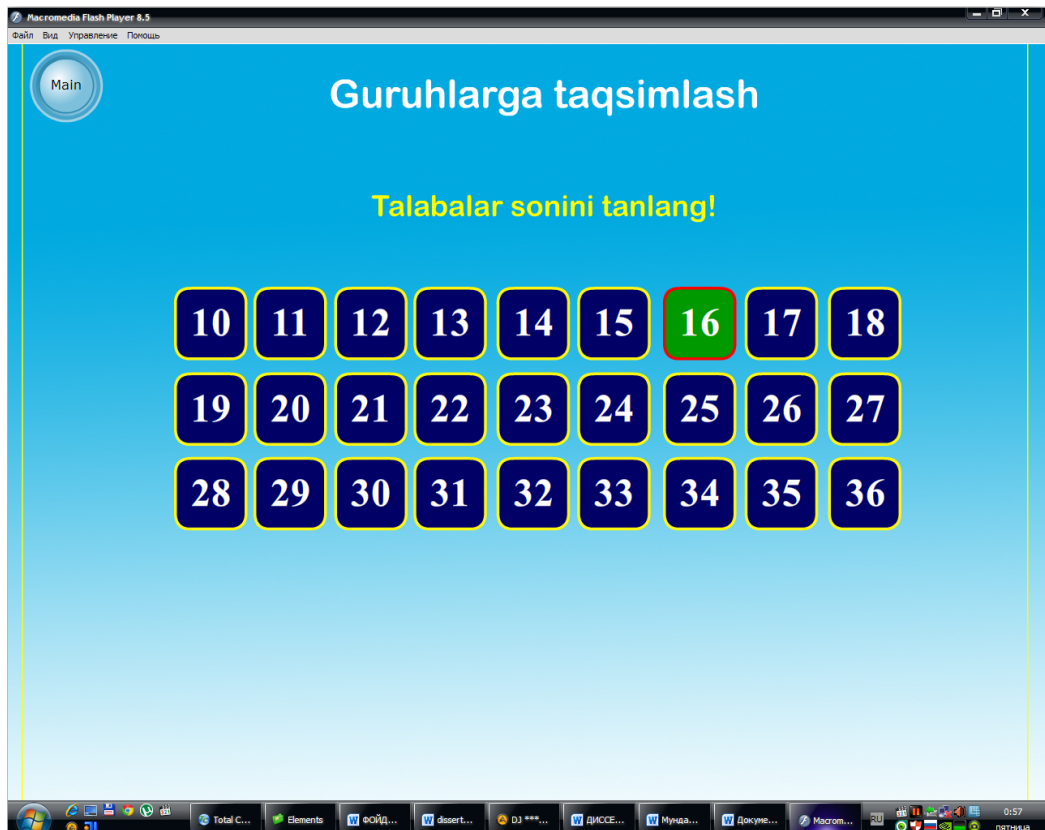 Macromedia Flash Player 8.5
Файл Вид Управление Помощь
Main
Guruhlarga taqsimlash
Talabalar sonini tanlang!
10 11 12 13 14 15 16 17 18
19 20 21 22 23 24 25 26 27
28 29 30 31 32 33 34 35 36
Total C... Elements ФОЙД... dissert... DJ ***... ДИССЕ... Мунда... Докуме... Macrom... RU 0:57
пятница